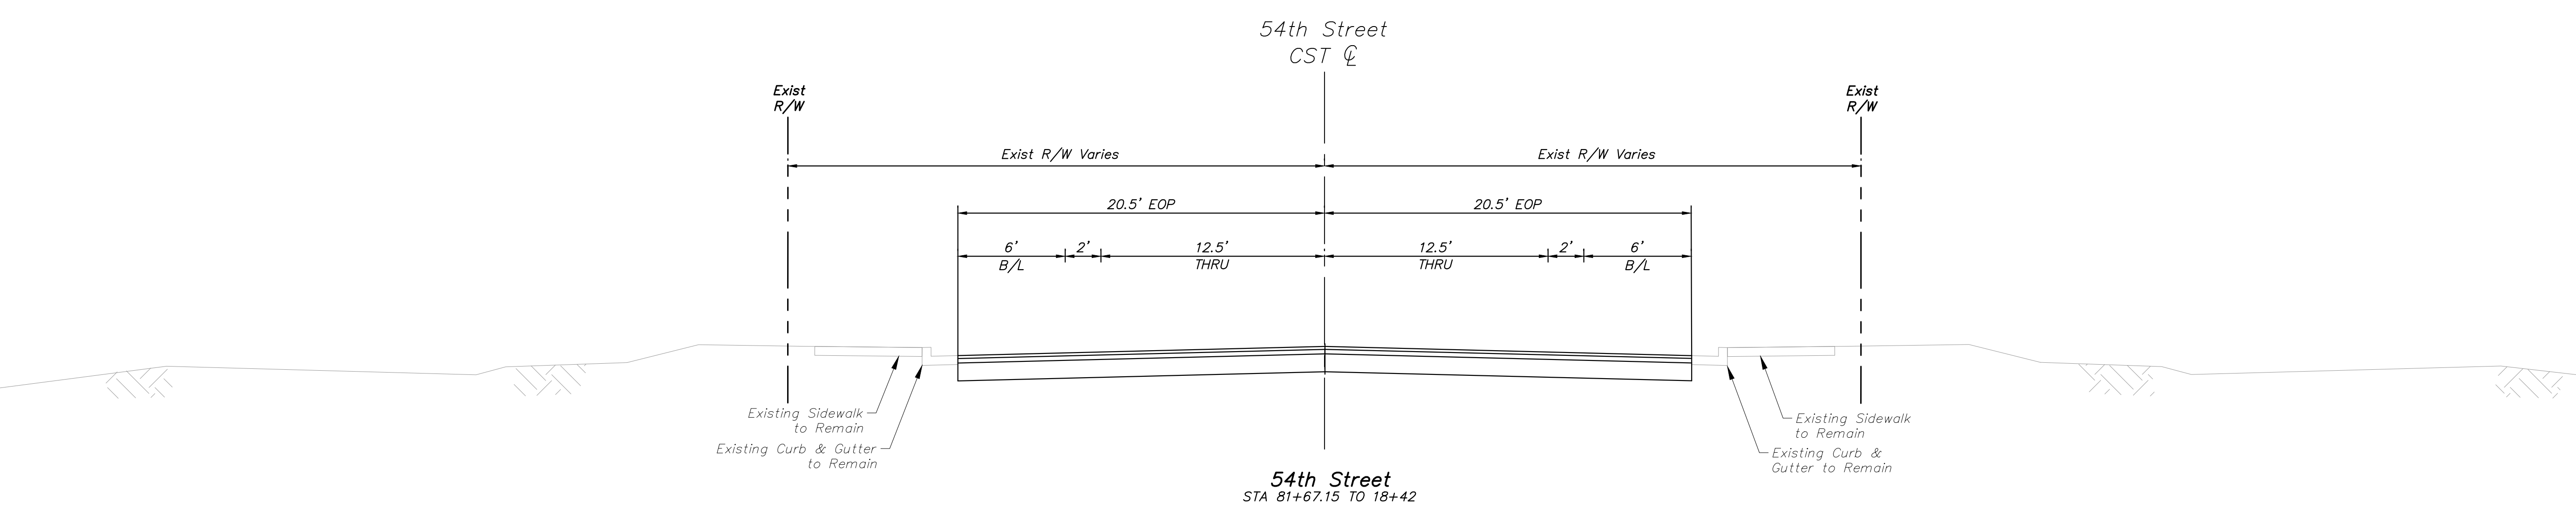 54th Street
CST ℄
Exist
R/W
Exist
R/W
Exist R/W Varies
Exist R/W Varies
20.5' EOP
20.5' EOP
6'
2'
12.5'
12.5'
2'
6'
B/L
THRU
THRU
B/L
Existing Sidewalk
to Remain
Existing Curb & Gutter
to Remain
Existing Sidewalk
to Remain
Existing Curb &
Gutter to Remain
54th Street
STA 81+67.15 TO 18+42